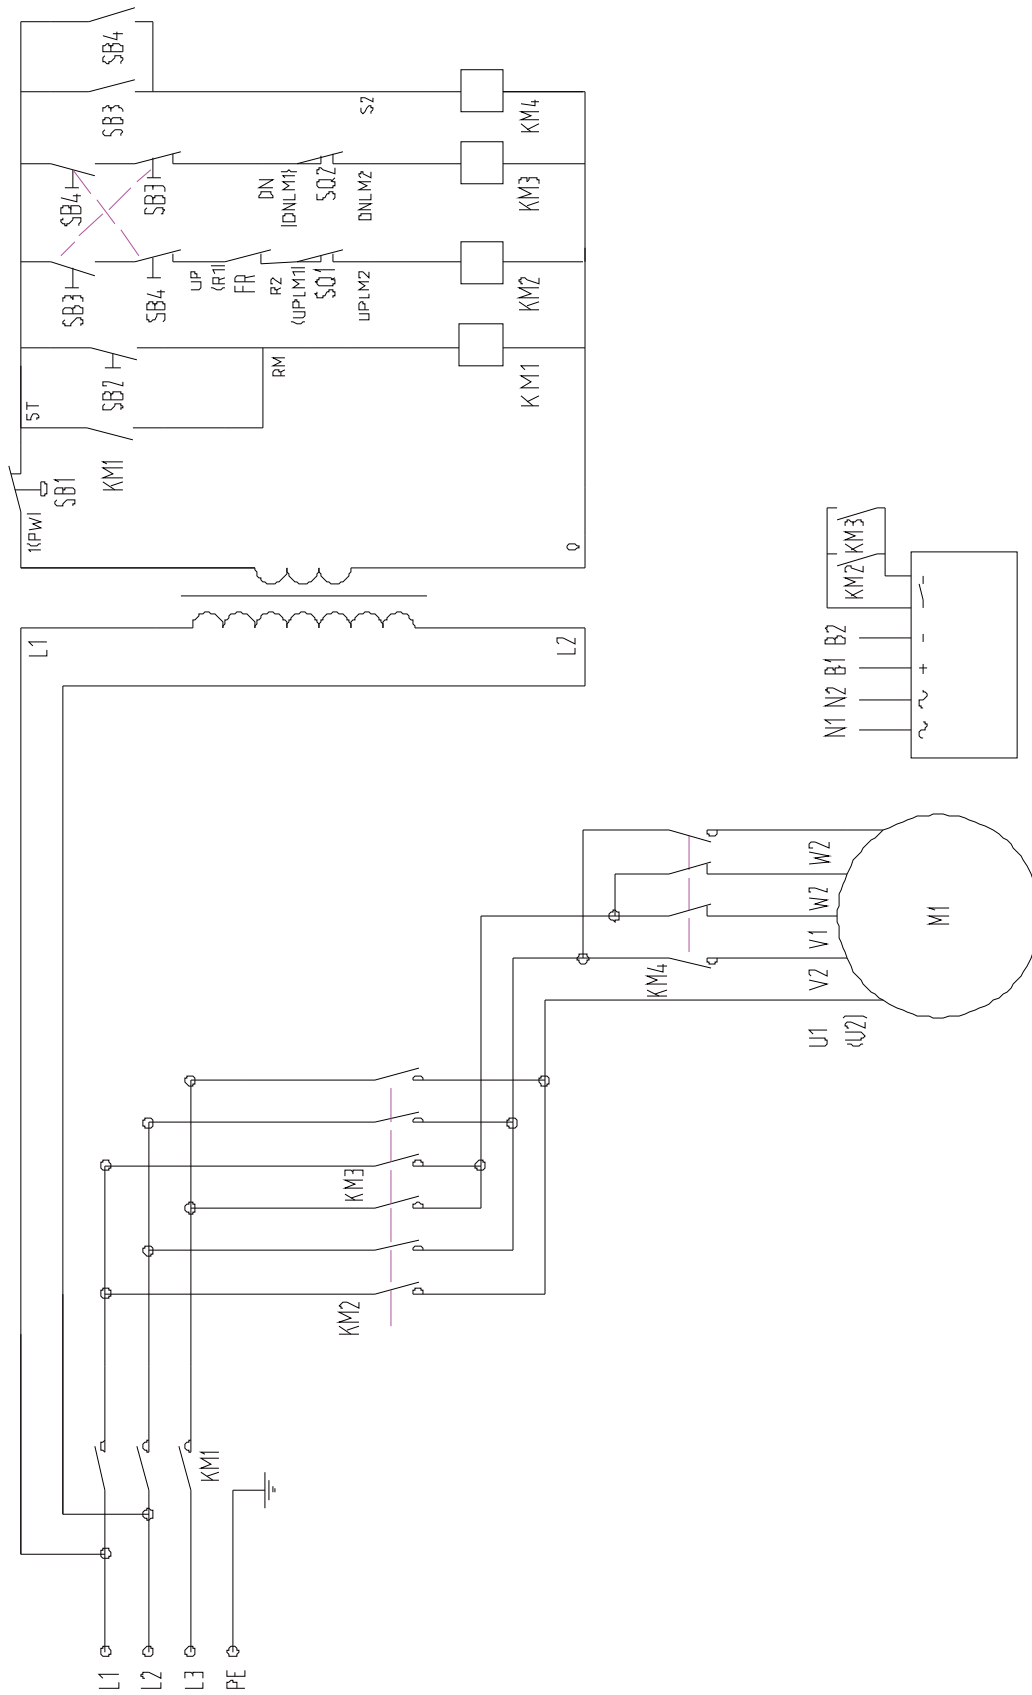 SB4
SB3
S2
KM4
SB4
SB3
DN
(DNLM1)
SQ2
DNLM2
KM3
SB3
SB4
UP
(R1)
FR
R2
(UPLM1)
SQ1
UPLM2
KM2
SB2
RM
KM1
ST
KM1
SB1
1(PW)
0
L1
L2
KM3
KM2
B2
B1
N2
N1
-
+
W2
W2
V1
V2
U1
(U2)
M1
KM4
KM3
KM2
KM1
L1
L2
L3
PE